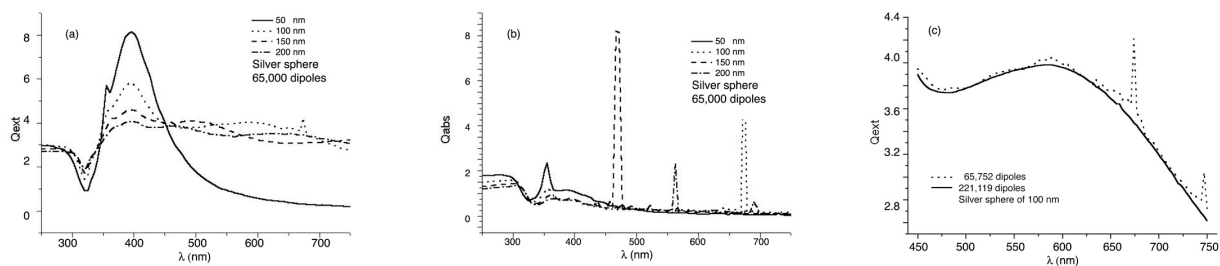 (a)
50 nm
100 nm
150 nm
200 nm
Silver sphere
65,000 dipoles
Qext
8
6
4
2
0
300 400 500 600 700
λ (nm)
(b)
50 nm
100 nm
150 nm
200 nm
Silver sphere
65,000 dipoles
Qabs
8
6
4
2
0
300 400 500 600 700
λ (nm)
(c)
Qext
4.4
4.0
3.6
3.2
2.8
65,752 dipoles
221,119 dipoles
Silver sphere of 100 nm
450 500 550 600 650 700 750
λ (nm)